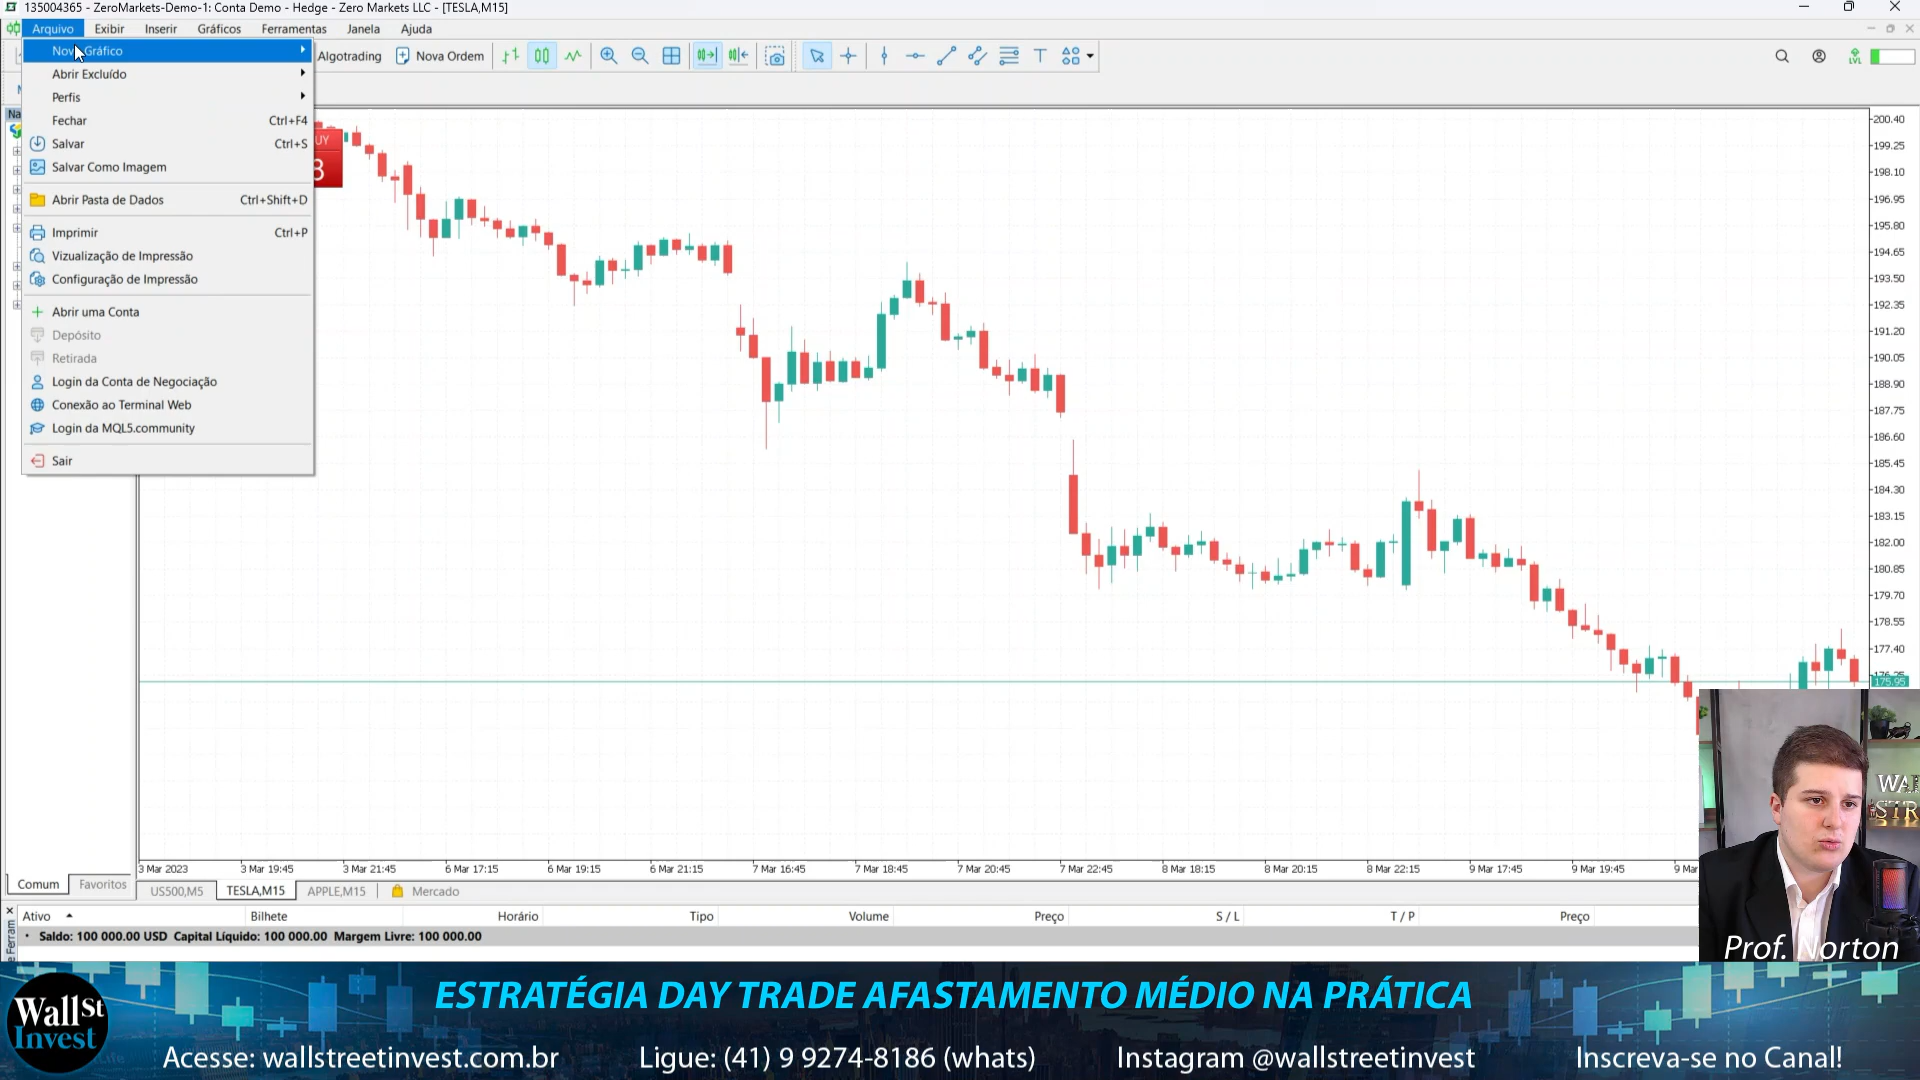 135004365 - ZeroMarkets-Demo-1: Conta Demo - Hedge - Zero Markets LLC - [TESLA,M15]
Arquivo Exibir Inserir Gráficos Ferramentas Janela Ajuda
Gráfico
Algotrading Nova Ordem
LVL
Abrir Excluído
Perfis
Fechar Ctrl+F4
Salvar Ctrl+S
Salvar Como Imagem
Abrir Pasta de Dados Ctrl+Shift+D
Imprimir Ctrl+P
Vizualização de Impressão
Configuração de Impressão
Abrir uma Conta
Depósito
Retirada
Login da Conta de Negociação
Conexão ao Terminal Web
Login da MQL5.community
Sair
200.40
199.25
198.10
196.95
195.80
194.65
193.50
192.35
191.20
190.05
188.90
187.75
186.60
185.45
184.30
183.15
182.00
180.85
179.70
178.55
177.40
175.95
3 Mar 2023 3 Mar 19:45 3 Mar 21:45 6 Mar 17:15 6 Mar 19:15 6 Mar 21:15 7 Mar 16:45 7 Mar 18:45 7 Mar 20:45 7 Mar 22:45 8 Mar 18:15 8 Mar 20:15 8 Mar 22:15 9 Mar 17:45 9 Mar 19:45 9 Mar
Comum Favoritos US500,M5 TESLA,M15 APPLE,M15 Mercado
Ativo Bilhete Horário Tipo Volume Preço S / L T / P Preço
Saldo: 100 000.00 USD Capital Líquido: 100 000.00 Margem Livre: 100 000.00
Prof. Norton
Wall St
Invest
ESTRATÉGIA DAY TRADE AFASTAMENTO MÉDIO NA PRÁTICA
Acesse: wallstreetinvest.com.br Ligue: (41) 9 9274-8186 (whats) Instagram @wallstreetinvest Inscreva-se no Canal!